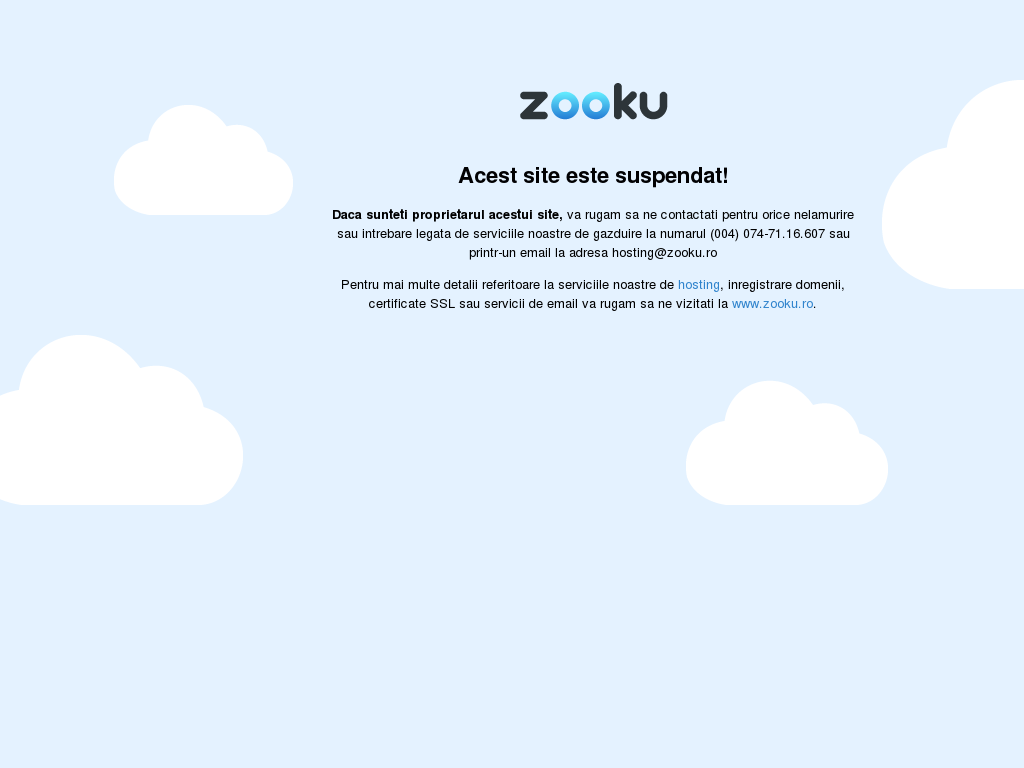 zooku
Acest site este suspendat!
Daca sunteti proprietarul acestui site, va rugam sa ne contactati pentru orice nelamurire
sau intrebare legata de serviciile noastre de gazduire la numarul (004) 074-71.16.607 sau
printr-un email la adresa hosting@zooku.ro
Pentru mai multe detalii referitoare la serviciile noastre de hosting, inregistrare domenii,
certificate SSL sau servicii de email va rugam sa ne vizitati la www.zooku.ro.